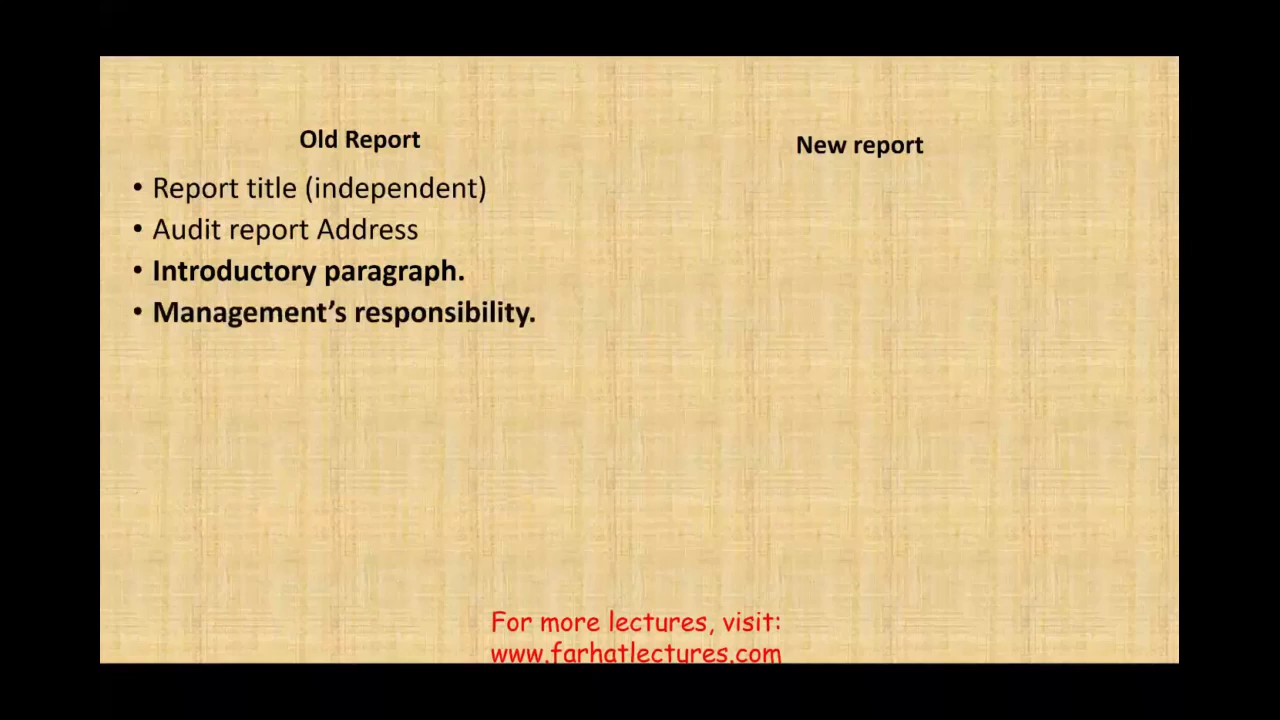 Old Report
New report
• Report title (independent)
• Audit report Address
• Introductory paragraph.
• Management’s responsibility.
For more lectures, visit:
www.farhatlectures.com